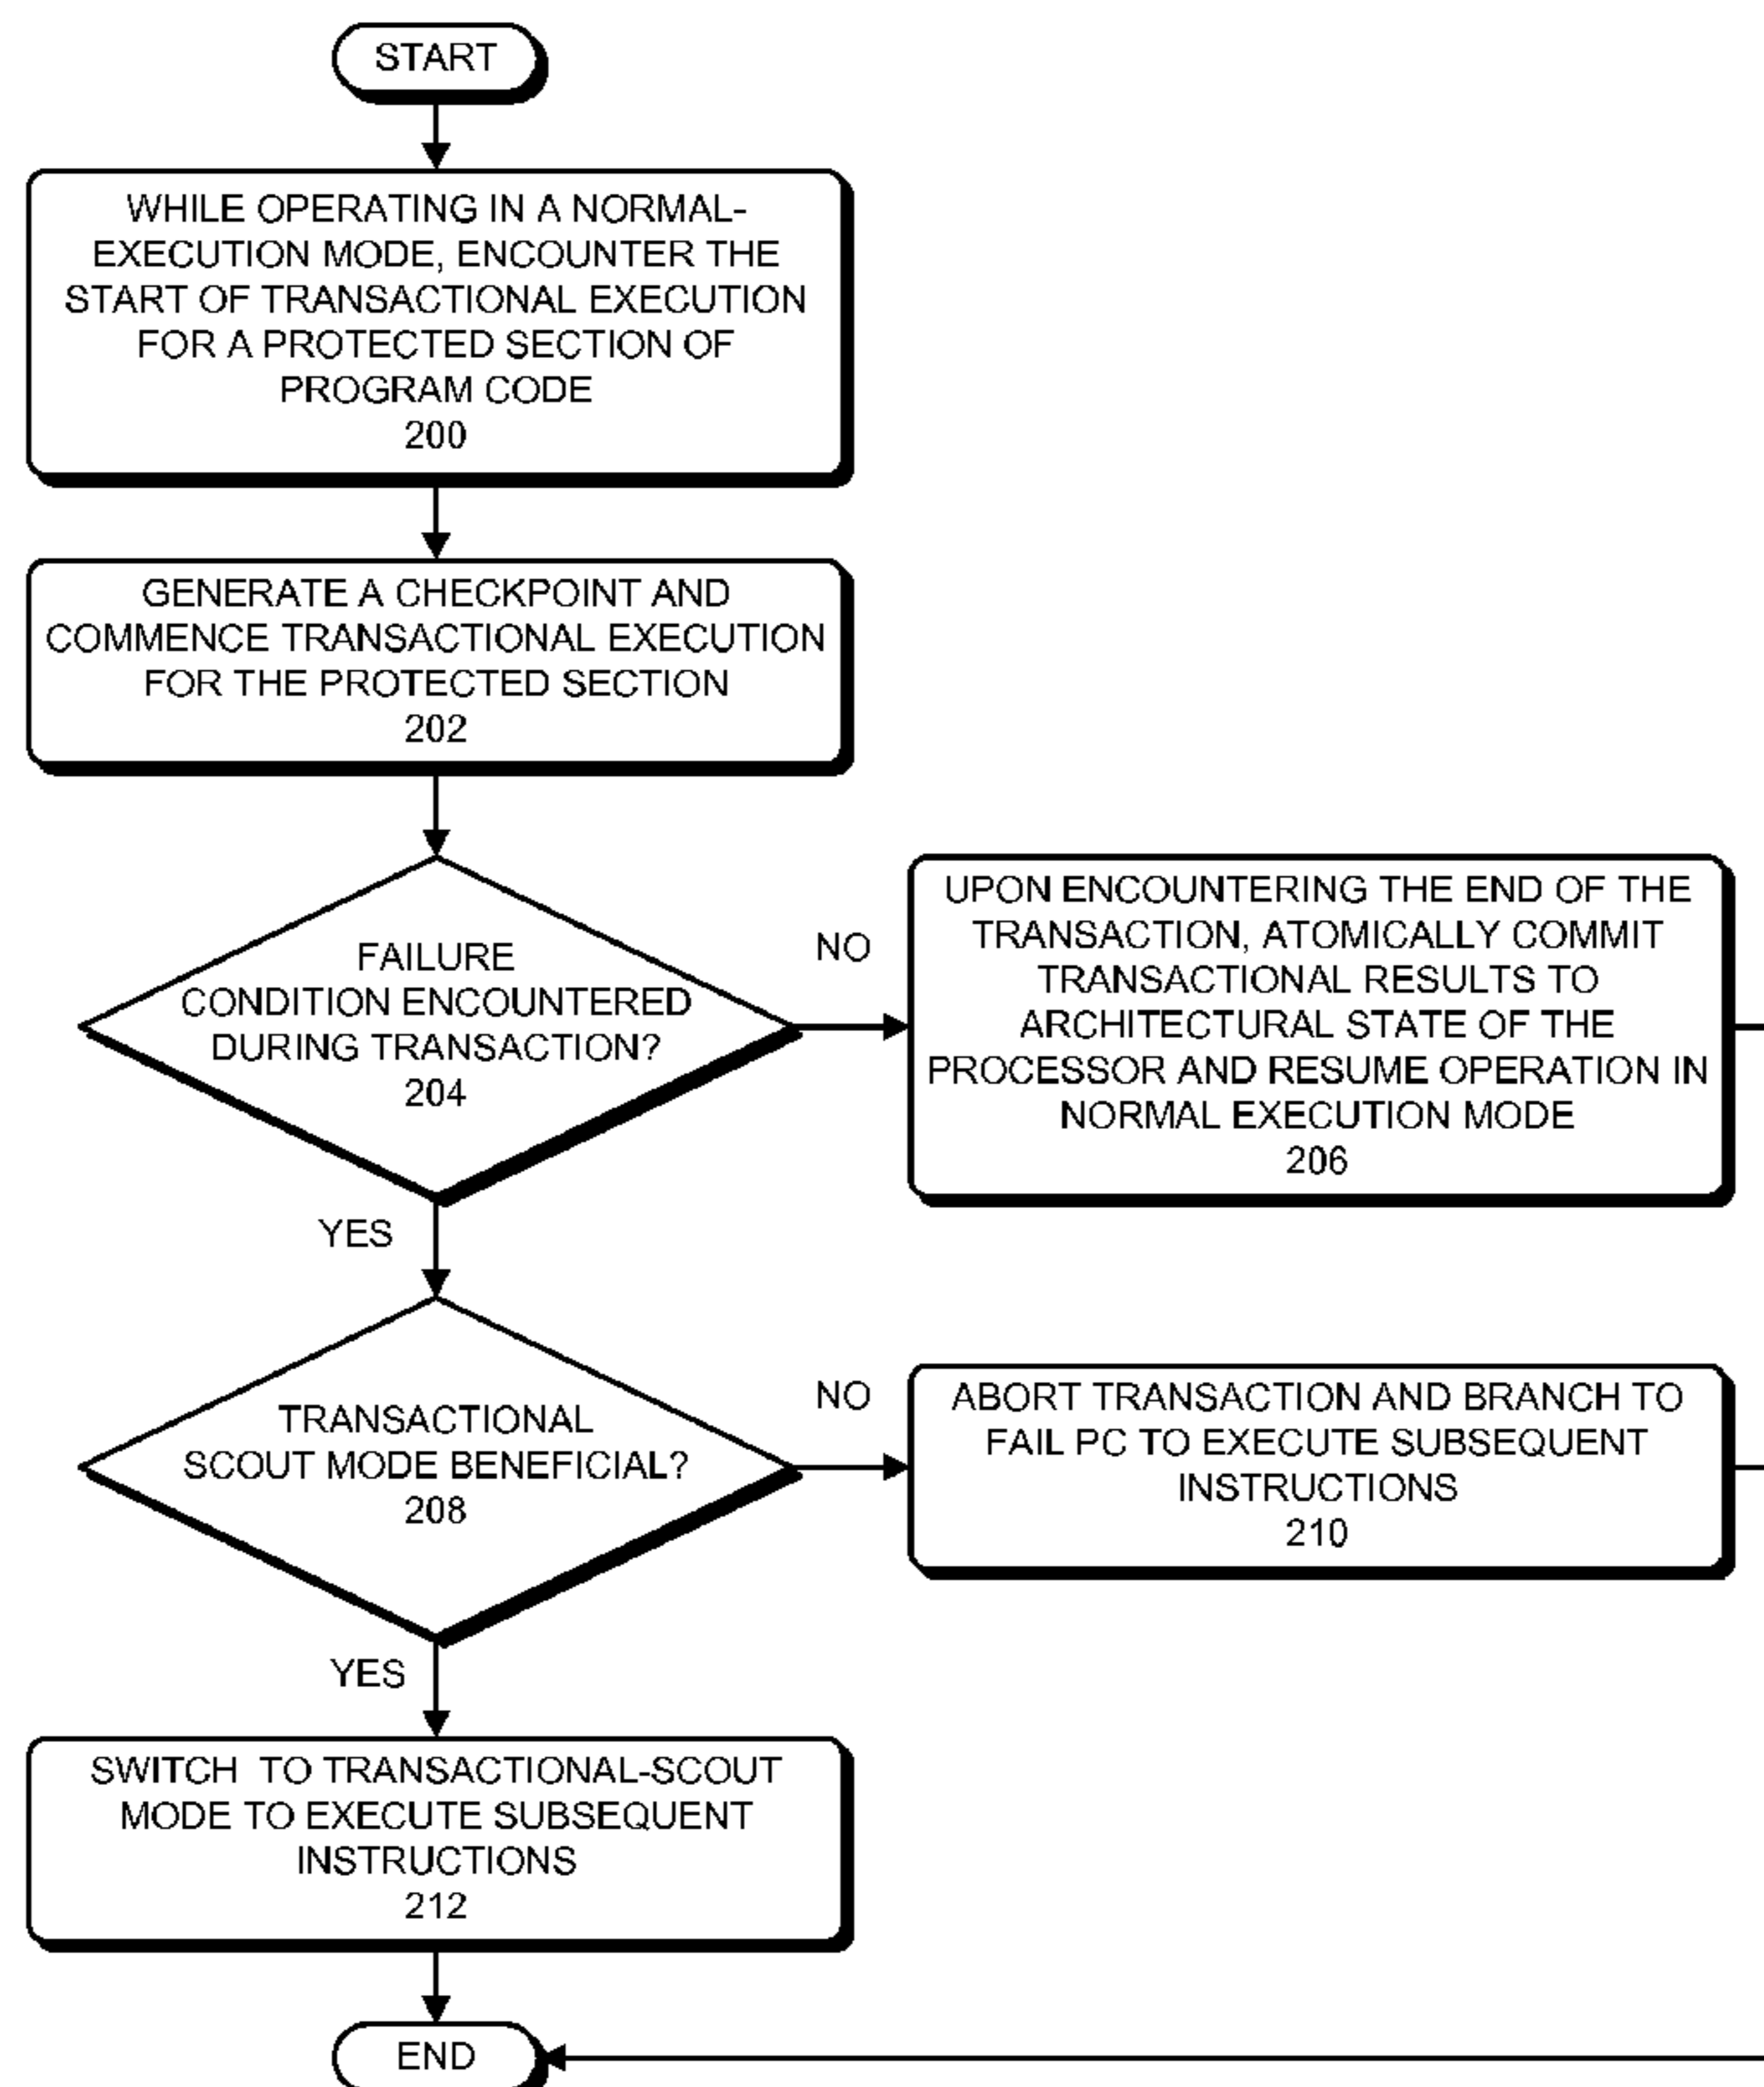 START
WHILE OPERATING IN A NORMAL-
EXECUTION MODE, ENCOUNTER THE
START OF TRANSACTIONAL EXECUTION
FOR A PROTECTED SECTION OF
PROGRAM CODE
200
GENERATE A CHECKPOINT AND
COMMENCE TRANSACTIONAL EXECUTION
FOR THE PROTECTED SECTION
202
FAILURE
CONDITION ENCOUNTERED
DURING TRANSACTION?
204
NO
UPON ENCOUNTERING THE END OF THE
TRANSACTION, ATOMICALLY COMMIT
TRANSACTIONAL RESULTS TO
ARCHITECTURAL STATE OF THE
PROCESSOR AND RESUME OPERATION IN
NORMAL EXECUTION MODE
206
YES
TRANSACTIONAL
SCOUT MODE BENEFICIAL?
208
NO
ABORT TRANSACTION AND BRANCH TO
FAIL PC TO EXECUTE SUBSEQUENT
INSTRUCTIONS
210
YES
SWITCH TO TRANSACTIONAL-SCOUT
MODE TO EXECUTE SUBSEQUENT
INSTRUCTIONS
212
END